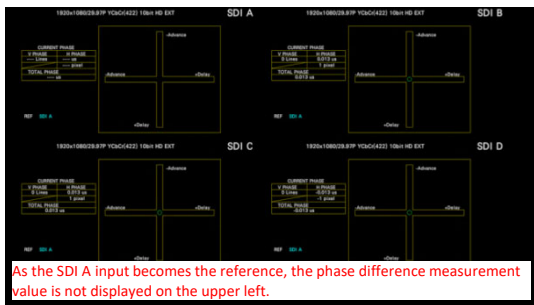 1920x1080/29.97P YCbCr(422) 10bit HD EXT SDI A
1920x1080/29.97P YCbCr(422) 10bit HD EXT SDI B
CURRENT PHASE
V PHASE H PHASE
--- Lines --- us
--- pixel
TOTAL PHASE
--- us
-Advance
-Advance
+Delay
+Delay
REF SDI A
CURRENT PHASE
V PHASE H PHASE
0 Lines 0.013 us
1 pixel
TOTAL PHASE
0.013 us
-Advance
-Advance
+Delay
+Delay
REF SDI A
1920x1080/29.97P YCbCr(422) 10bit HD EXT SDI C
1920x1080/29.97P YCbCr(422) 10bit HD EXT SDI D
CURRENT PHASE
V PHASE H PHASE
0 Lines 0.013 us
1 pixel
TOTAL PHASE
0.013 us
-Advance
-Advance
+Delay
+Delay
REF SDI A
CURRENT PHASE
V PHASE H PHASE
0 Lines -0.013 us
-1 pixel
TOTAL PHASE
-0.013 us
-Advance
-Advance
+Delay
+Delay
REF SDI A
As the SDI A input becomes the reference, the phase difference measurement
value is not displayed on the upper left.